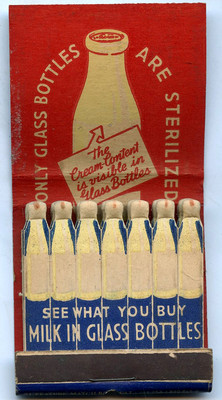 ONLY GLASS BOTTLES ARE STERILIZED
The
Cream Content
is visible in
Glass Bottles
SEE WHAT YOU BUY
MILK IN GLASS BOTTLES